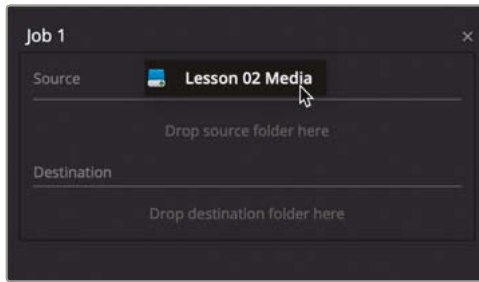 Job 1
Source
Lesson 02 Media
Drop source folder here
Destination
Drop destination folder here